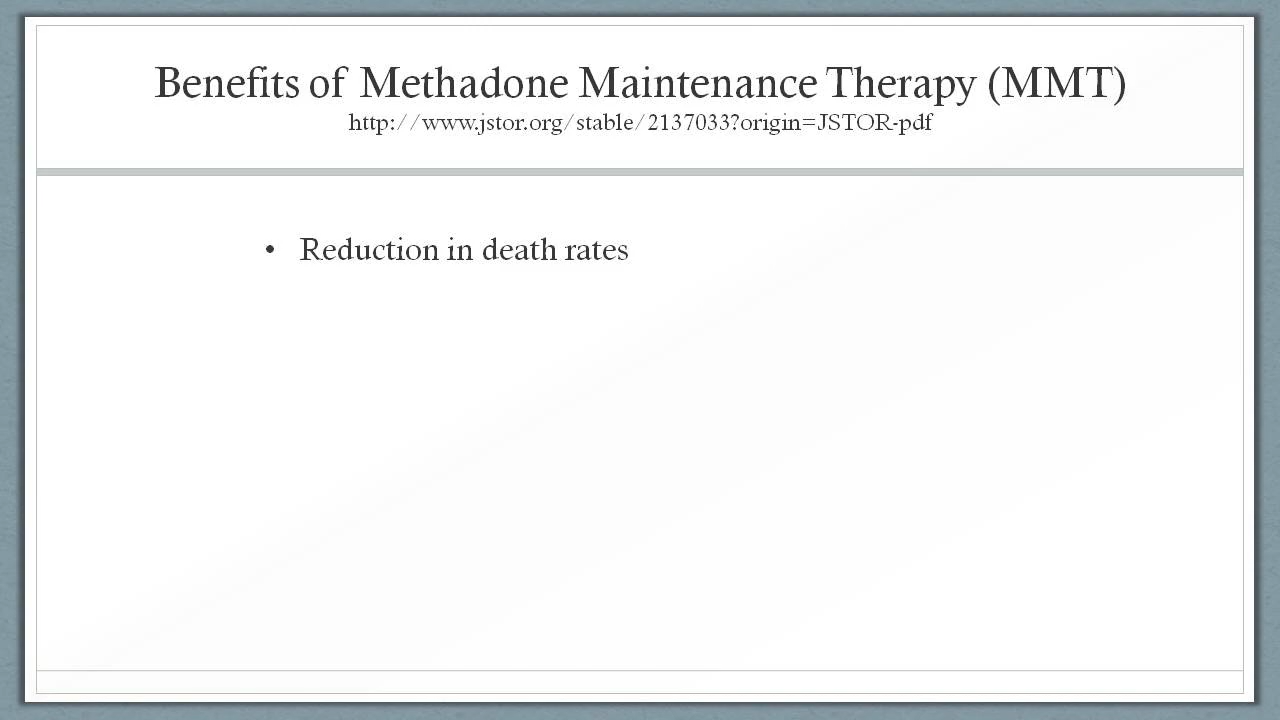 Benefits of Methadone Maintenance Therapy (MMT)
http://www.jstor.org/stable/2137033?origin=JSTOR-pdf
• Reduction in death rates